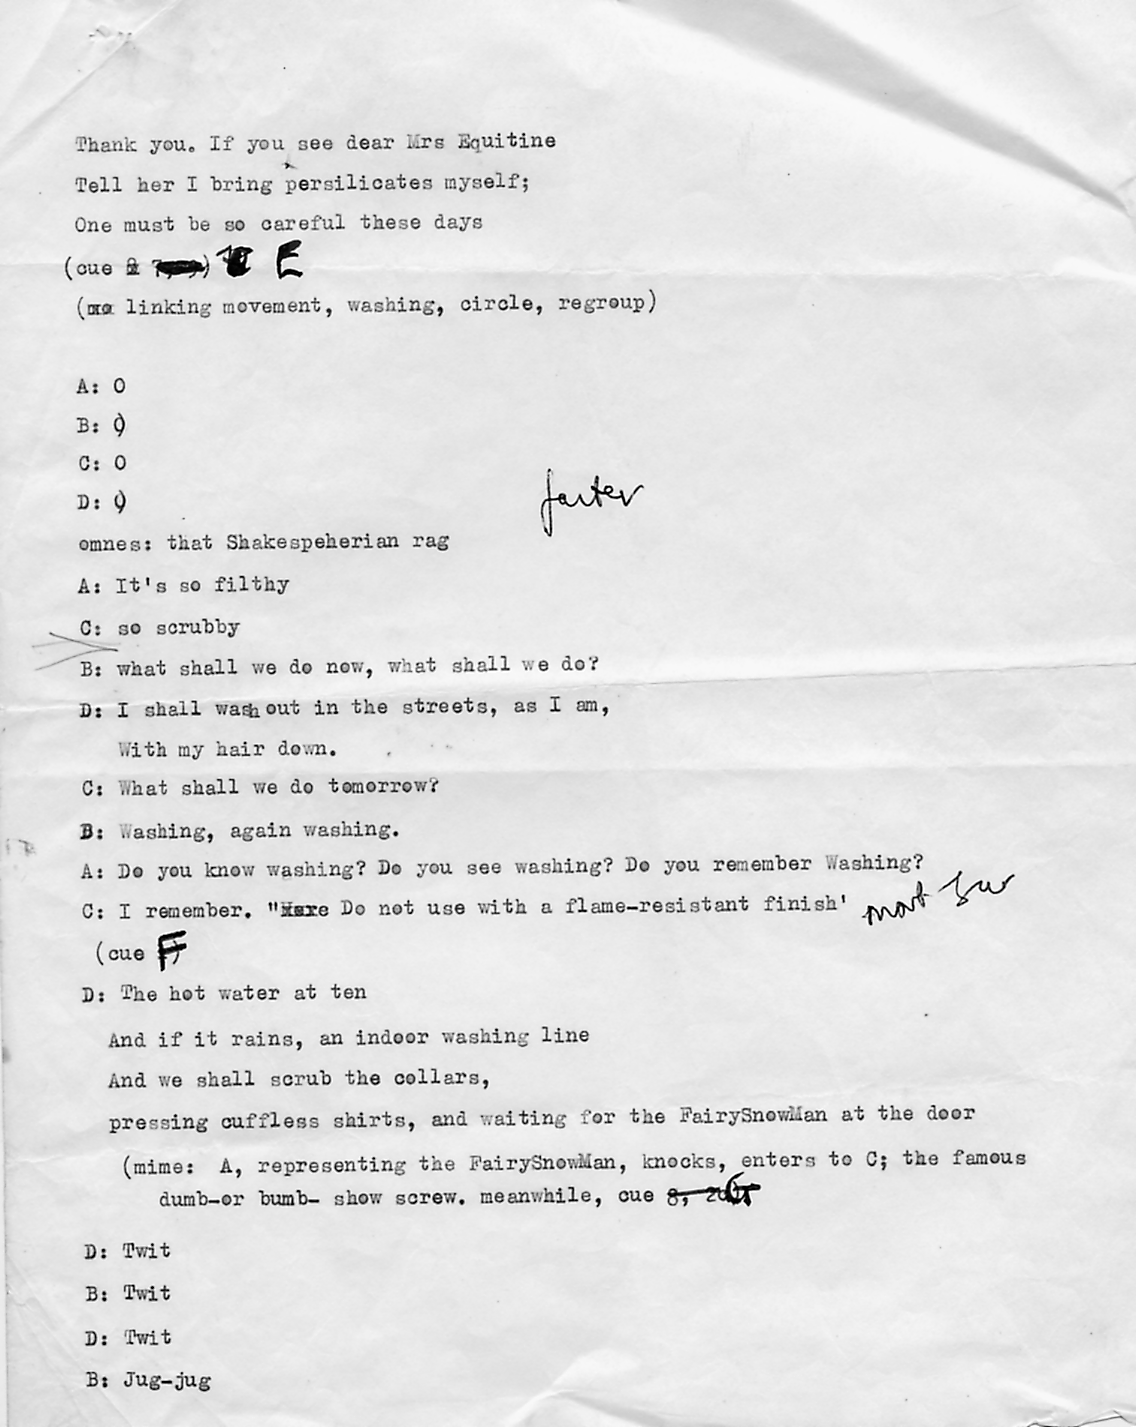 Thank you. If you see dear Mrs Equitine
Tell her I bring persilicates myself;
One must be so careful these days
(cue E
( linking movement, washing, circle, regroup)
A: O
B: O)
C: O
D: O)
faster
omnes: that Shakespeherian rag
A: It's so filthy
C: so scrubby
B: what shall we do now, what shall we do?
D: I shall wash out in the streets, as I am,
With my hair down.
C: What shall we do tomorrow?
B: Washing, again washing.
A: Do you know washing? Do you see washing? Do you remember Washing?
C: I remember. "Do not use with a flame-resistant finish'
(cue F)
D: The hot water at ten
And if it rains, an indoor washing line
And we shall scrub the collars,
pressing cuffless shirts, and waiting for the FairySnowMan at the door
(mime: A, representing the FairySnowMan, knocks, enters to C; the famous
dumb-or bumb- show screw. meanwhile, cue G
D: Twit
B: Twit
D: Twit
B: Jug-jug